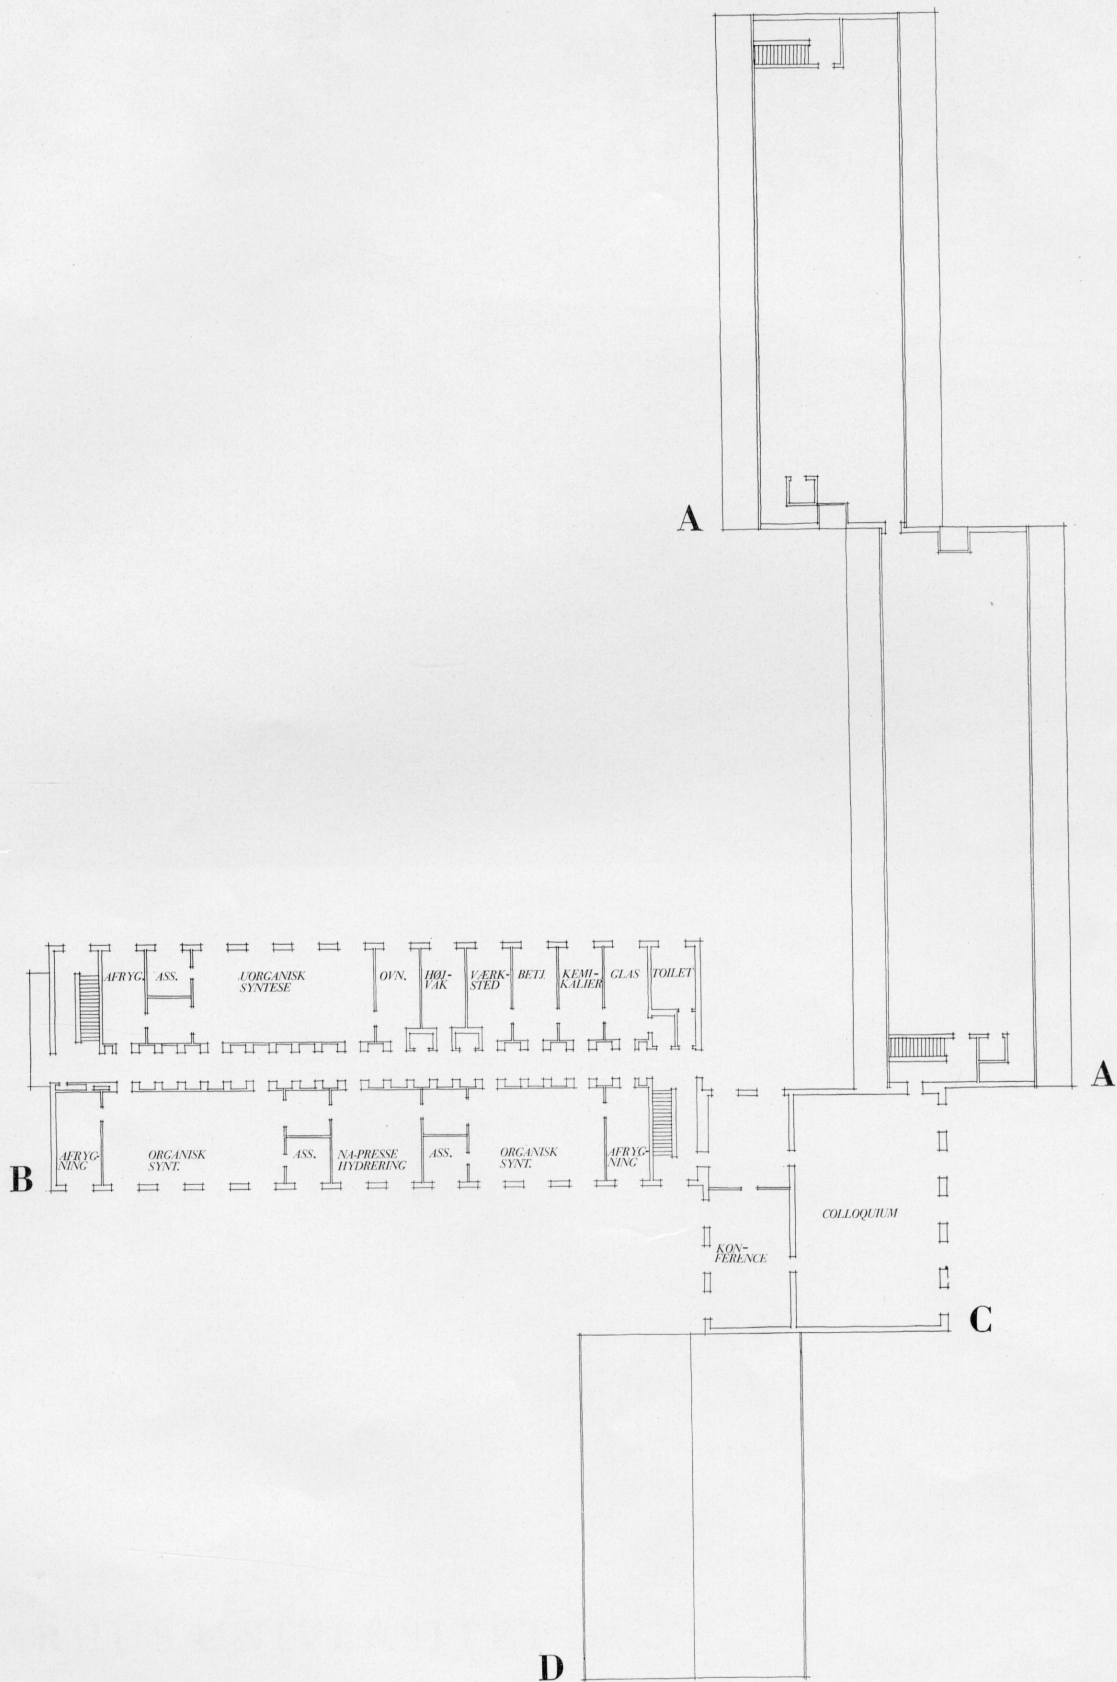 A
A
AFRYG.
ASS.
UORGANISK
SYNTESE
OVN.
HØJ-
VAK
VÆRK-
STED
BETJ.
KEMI-
KALIER
GLAS
TOILET
AFRYG-
NING
ORGANISK
SYNT.
ASS.
NA-PRESSE
HYDRERING
ASS.
ORGANISK
SYNT.
AFRYG-
NING
B
COLLOQUIUM
KON-
FERENCE
C
D